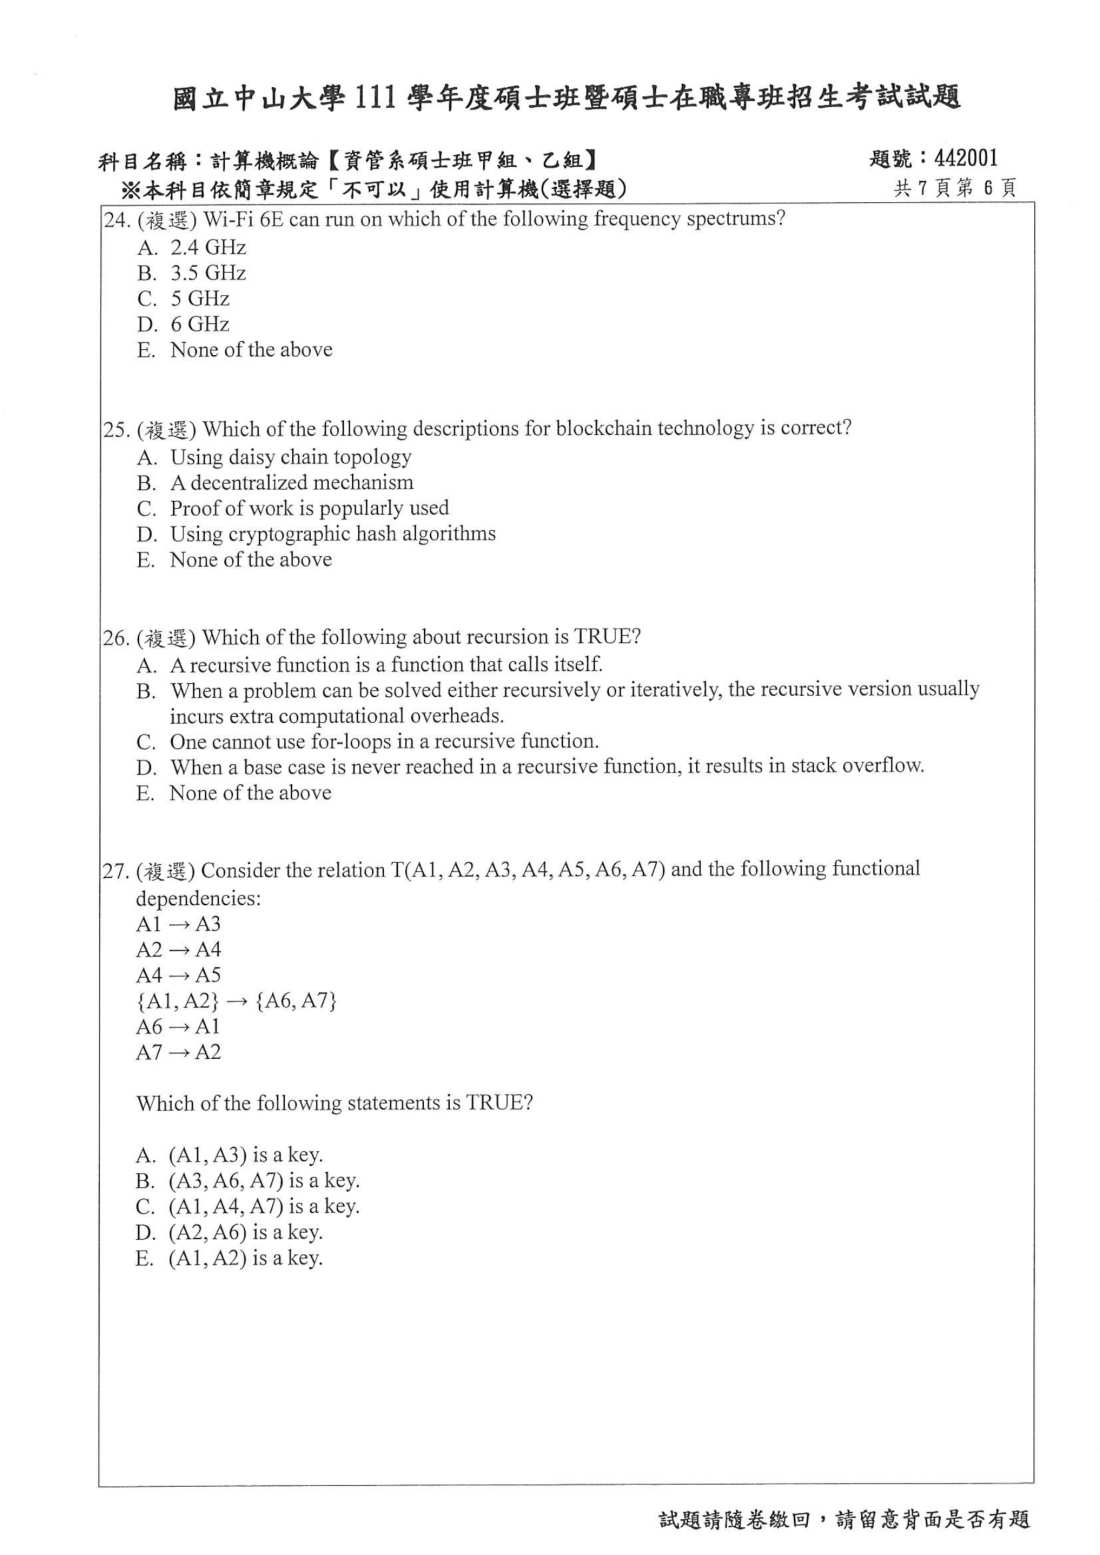 國立中山大學 111 學年度碩士班暨碩士在職專班招生考試試題
科目名稱：計算機概論【資管系碩士班甲組、乙組】
題號：442001
※本科目依簡章規定「不可以」使用計算機(選擇題)
共 7 頁第 6 頁
24. (複選) Wi-Fi 6E can run on which of the following frequency spectrums?
A. 2.4 GHz
B. 3.5 GHz
C. 5 GHz
D. 6 GHz
E. None of the above
25. (複選) Which of the following descriptions for blockchain technology is correct?
A. Using daisy chain topology
B. A decentralized mechanism
C. Proof of work is popularly used
D. Using cryptographic hash algorithms
E. None of the above
26. (複選) Which of the following about recursion is TRUE?
A. A recursive function is a function that calls itself.
B. When a problem can be solved either recursively or iteratively, the recursive version usually
incurs extra computational overheads.
C. One cannot use for-loops in a recursive function.
D. When a base case is never reached in a recursive function, it results in stack overflow.
E. None of the above
27. (複選) Consider the relation T(A1, A2, A3, A4, A5, A6, A7) and the following functional
dependencies:
A1 → A3
A2 → A4
A4 → A5
{A1, A2} → {A6, A7}
A6 → A1
A7 → A2
Which of the following statements is TRUE?
A. (A1, A3) is a key.
B. (A3, A6, A7) is a key.
C. (A1, A4, A7) is a key.
D. (A2, A6) is a key.
E. (A1, A2) is a key.
試題請隨卷繳回，請留意背面是否有題